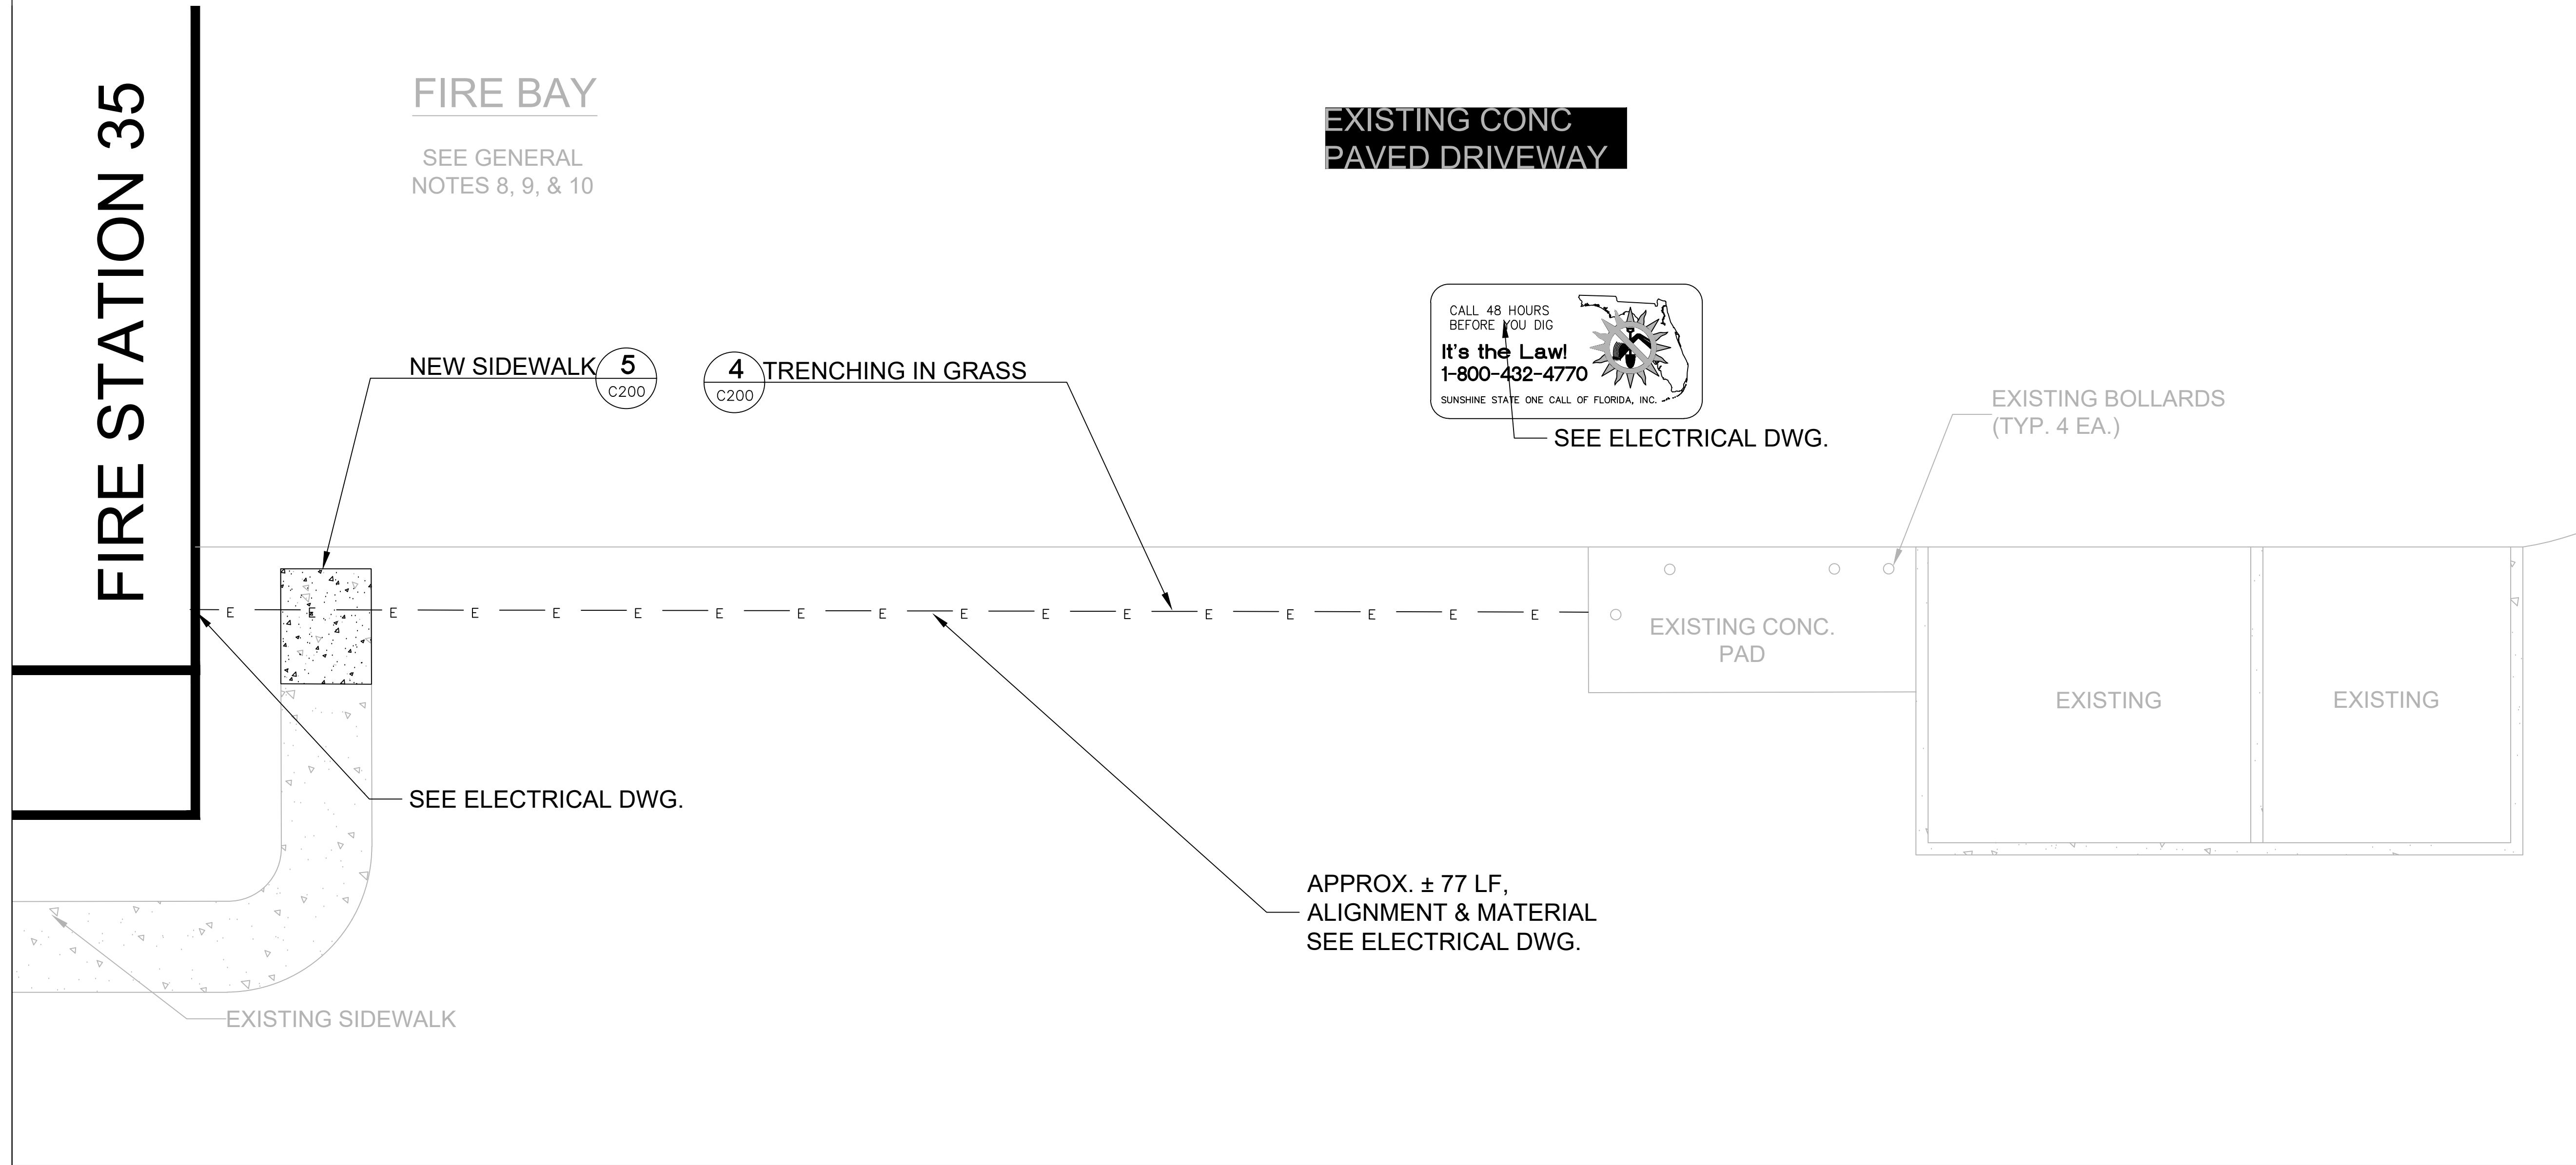 FIRE STATION 35
FIRE BAY
SEE GENERAL
NOTES 8, 9, & 10
EXISTING CONC
PAVED DRIVEWAY
CALL 48 HOURS
BEFORE YOU DIG
It's the Law!
1-800-432-4770
SUNSHINE STATE ONE CALL OF FLORIDA, INC.
SEE ELECTRICAL DWG.
NEW SIDEWALK
5
C200
4
C200
TRENCHING IN GRASS
EXISTING BOLLARDS
(TYP. 4 EA.)
E E E E E E E E E E E E E E E E E
EXISTING CONC.
PAD
EXISTING
EXISTING
SEE ELECTRICAL DWG.
APPROX. ± 77 LF,
ALIGNMENT & MATERIAL
SEE ELECTRICAL DWG.
EXISTING SIDEWALK